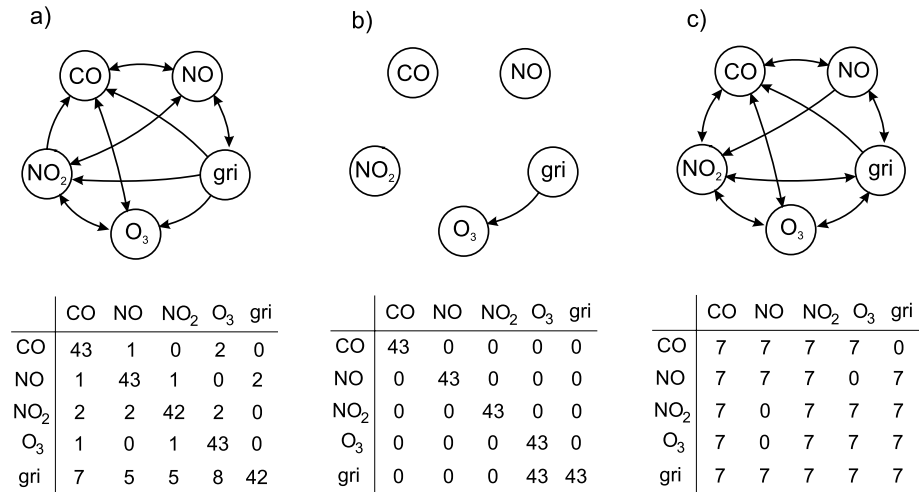 a)
CO NO
NO₂ gri
O₃
CO NO NO₂ O₃ gri
CO 43 1 0 2 0
NO 1 43 1 0 2
NO₂ 2 2 42 2 0
O₃ 1 0 1 43 0
gri 7 5 5 8 42
b)
CO NO
NO₂ gri
O₃
CO NO NO₂ O₃ gri
CO 43 0 0 0 0
NO 0 43 0 0 0
NO₂ 0 0 43 0 0
O₃ 0 0 0 43 0
gri 0 0 0 43 43
c)
CO NO
NO₂ gri
O₃
CO NO NO₂ O₃ gri
CO 7 7 7 7 0
NO 7 7 7 0 7
NO₂ 7 0 7 7 7
O₃ 7 0 7 7 7
gri 7 7 7 7 7